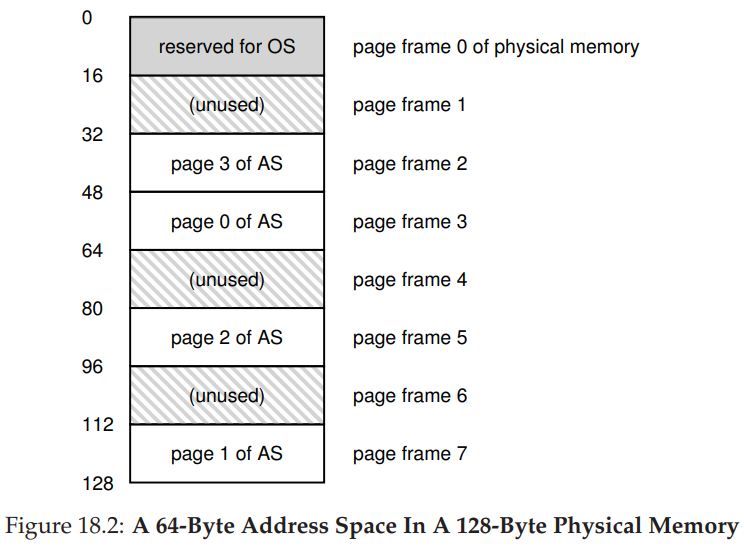 0
reserved for OS page frame 0 of physical memory
16
(unused) page frame 1
32
page 3 of AS page frame 2
48
page 0 of AS page frame 3
64
(unused) page frame 4
80
page 2 of AS page frame 5
96
(unused) page frame 6
112
page 1 of AS page frame 7
128
Figure 18.2: A 64-Byte Address Space In A 128-Byte Physical Memory